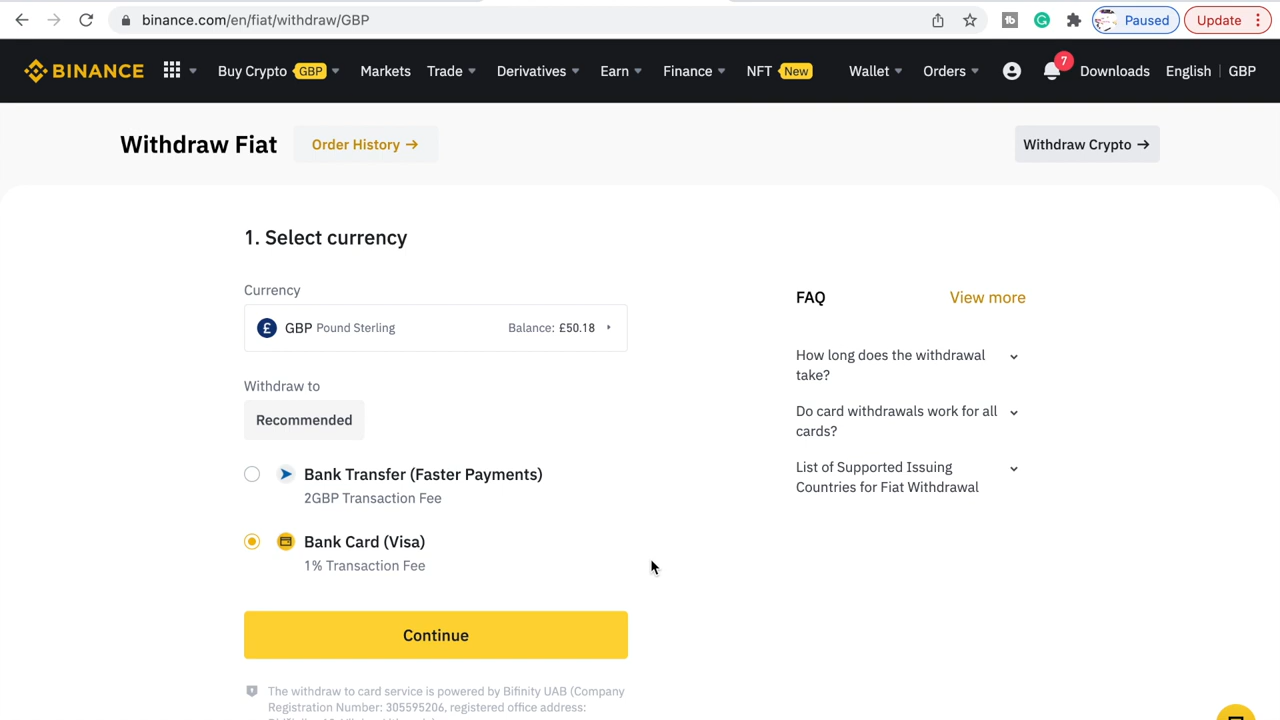 binance.com/en/fiat/withdraw/GBP
Paused
Update
BINANCE
Buy Crypto GBP
Markets
Trade
Derivatives
Earn
Finance
NFT New
Wallet
Orders
7
Downloads
English | GBP
Withdraw Fiat
Order History →
Withdraw Crypto →
1. Select currency
Currency
£ GBP Pound Sterling
Balance: £50.18
Withdraw to
Recommended
Bank Transfer (Faster Payments)
2GBP Transaction Fee
Bank Card (Visa)
1% Transaction Fee
Continue
The withdraw to card service is powered by Bifinity UAB (Company
Registration Number: 305595206, registered office address:
FAQ
View more
How long does the withdrawal
take?
Do card withdrawals work for all
cards?
List of Supported Issuing
Countries for Fiat Withdrawal